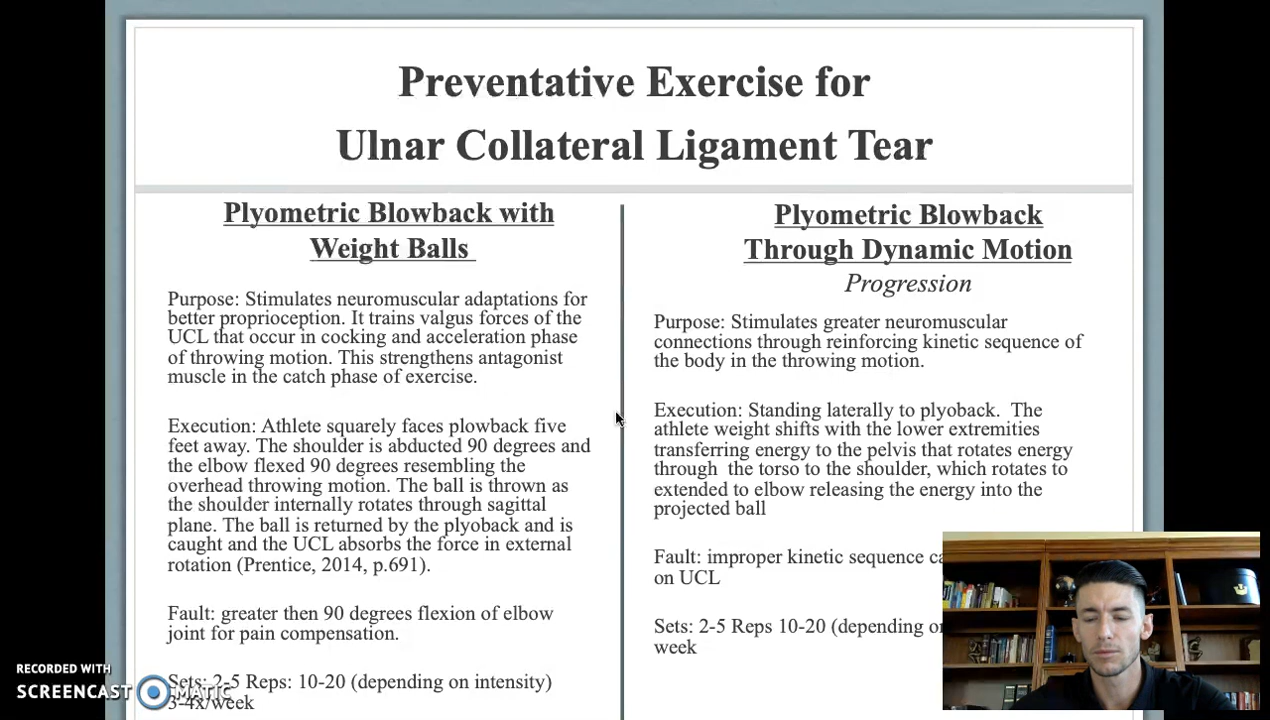 Preventative Exercise for
Ulnar Collateral Ligament Tear
Plyometric Blowback with
Weight Balls
Purpose: Stimulates neuromuscular adaptations for
better proprioception. It trains valgus forces of the
UCL that occur in cocking and acceleration phase
of throwing motion. This strengthens antagonist
muscle in the catch phase of exercise.
Execution: Athlete squarely faces plowback five
feet away. The shoulder is abducted 90 degrees and
the elbow flexed 90 degrees resembling the
overhead throwing motion. The ball is thrown as
the shoulder internally rotates through sagittal
plane. The ball is returned by the plyoback and is
caught and the UCL absorbs the force in external
rotation (Prentice, 2014, p.691).
Fault: greater then 90 degrees flexion of elbow
joint for pain compensation.
Sets: 2-5 Reps: 10-20 (depending on intensity)
3-4x/week
Plyometric Blowback
Through Dynamic Motion
Progression
Purpose: Stimulates greater neuromuscular
connections through reinforcing kinetic sequence of
the body in the throwing motion.
Execution: Standing laterally to plyoback. The
athlete weight shifts with the lower extremities
transferring energy to the pelvis that rotates energy
through the torso to the shoulder, which rotates to
extended to elbow releasing the energy into the
projected ball
Fault: improper kinetic sequence
on UCL
Sets: 2-5 Reps 10-20 (depending
week
RECORDED WITH
SCREENCAST MATIC